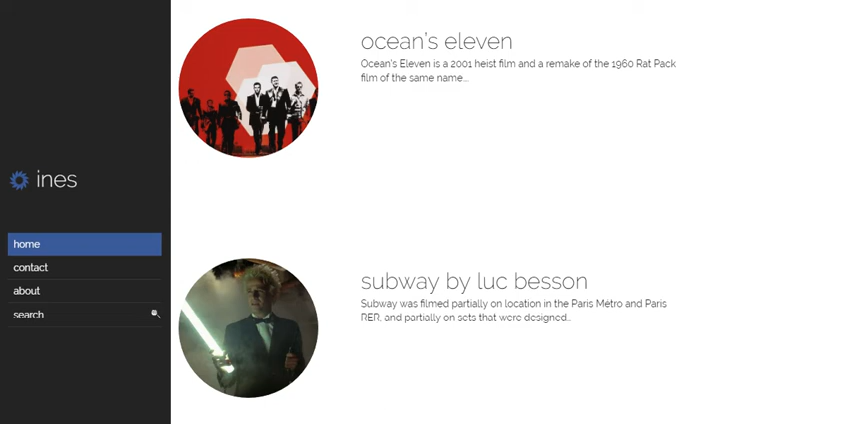 ines
home
contact
about
search
ocean's eleven
Ocean's Eleven is a 2001 heist film and a remake of the 1960 Rat Pack
film of the same name...
subway by luc besson
Subway was filmed partially on location in the Paris Métro and Paris
RER, and partially on sets that were designed...